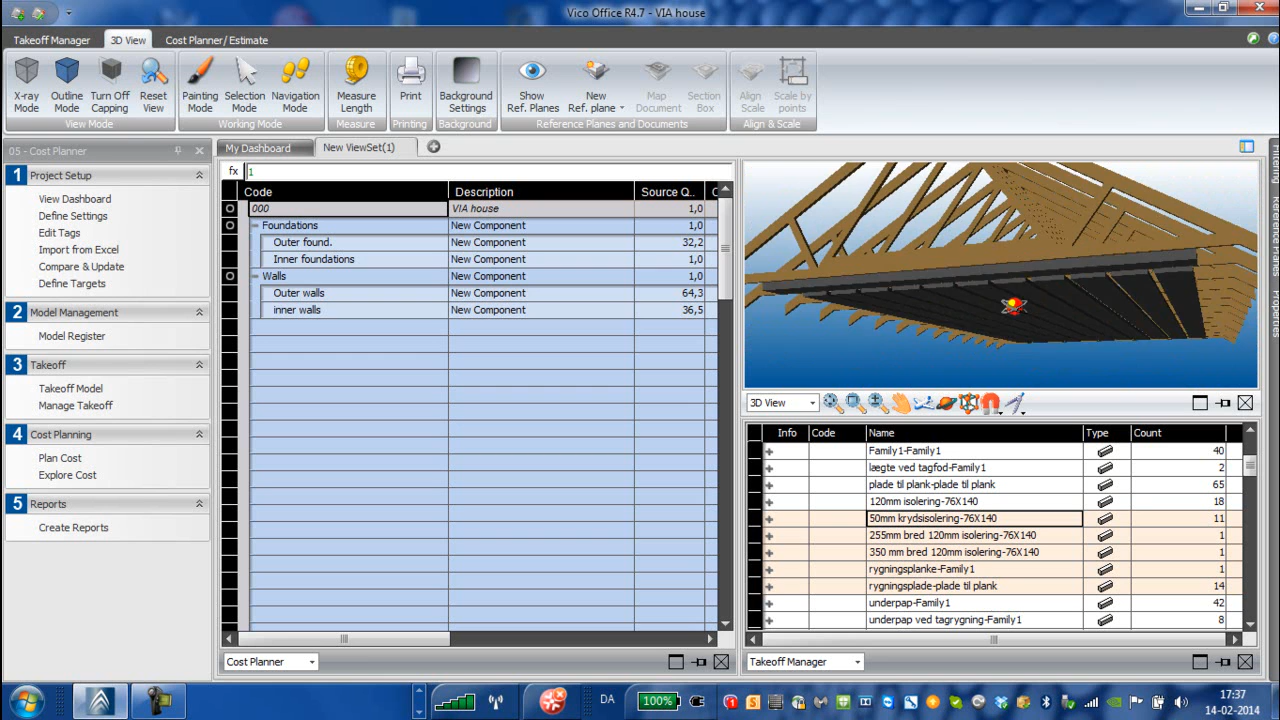 Vico Office R4.7 - VIA house
Takeoff Manager 3D View Cost Planner/Estimate
X-ray Mode
Outline Mode
Turn Off Capping
Reset View
Painting Mode
Selection Mode
Navigation Mode
Measure Length
Print
Background Settings
Show Ref. Planes
New Ref. plane
Map Document
Section Box
Align Scale
Scale by points
View Mode Working Mode Measure Printing Background Reference Planes and Documents Align & Scale
05 - Cost Planner
1 Project Setup
View Dashboard
Define Settings
Edit Tags
Import from Excel
Compare & Update
Define Targets
2 Model Management
Model Register
3 Takeoff
Takeoff Model
Manage Takeoff
4 Cost Planning
Plan Cost
Explore Cost
5 Reports
Create Reports
My Dashboard New ViewSet(1)
fx 1
Code Description Source Q..
000 VIA house 1,0
Foundations New Component 1,0
Outer found. New Component 32,2
Inner foundations New Component 1,0
Walls New Component 1,0
Outer walls New Component 64,3
inner walls New Component 36,5
Cost Planner
Filtering
Reference Planes
Properties
3D View
Info Code Name Type Count
Family1-Family1 40
lægte ved tagfod-Family1 2
plade til plank-plade til plank 65
120mm isolering-76X140 18
50mm krydsisolering-76X140 11
255mm bred 120mm isolering-76X140 1
350 mm bred 120mm isolering-76X140 1
rygningsplanke-Family1 1
rygningsplade-plade til plank 14
underpap-Family1 42
underpap ved tagrygning-Family1 8
Takeoff Manager
DA 100% 17:37
14-02-2014